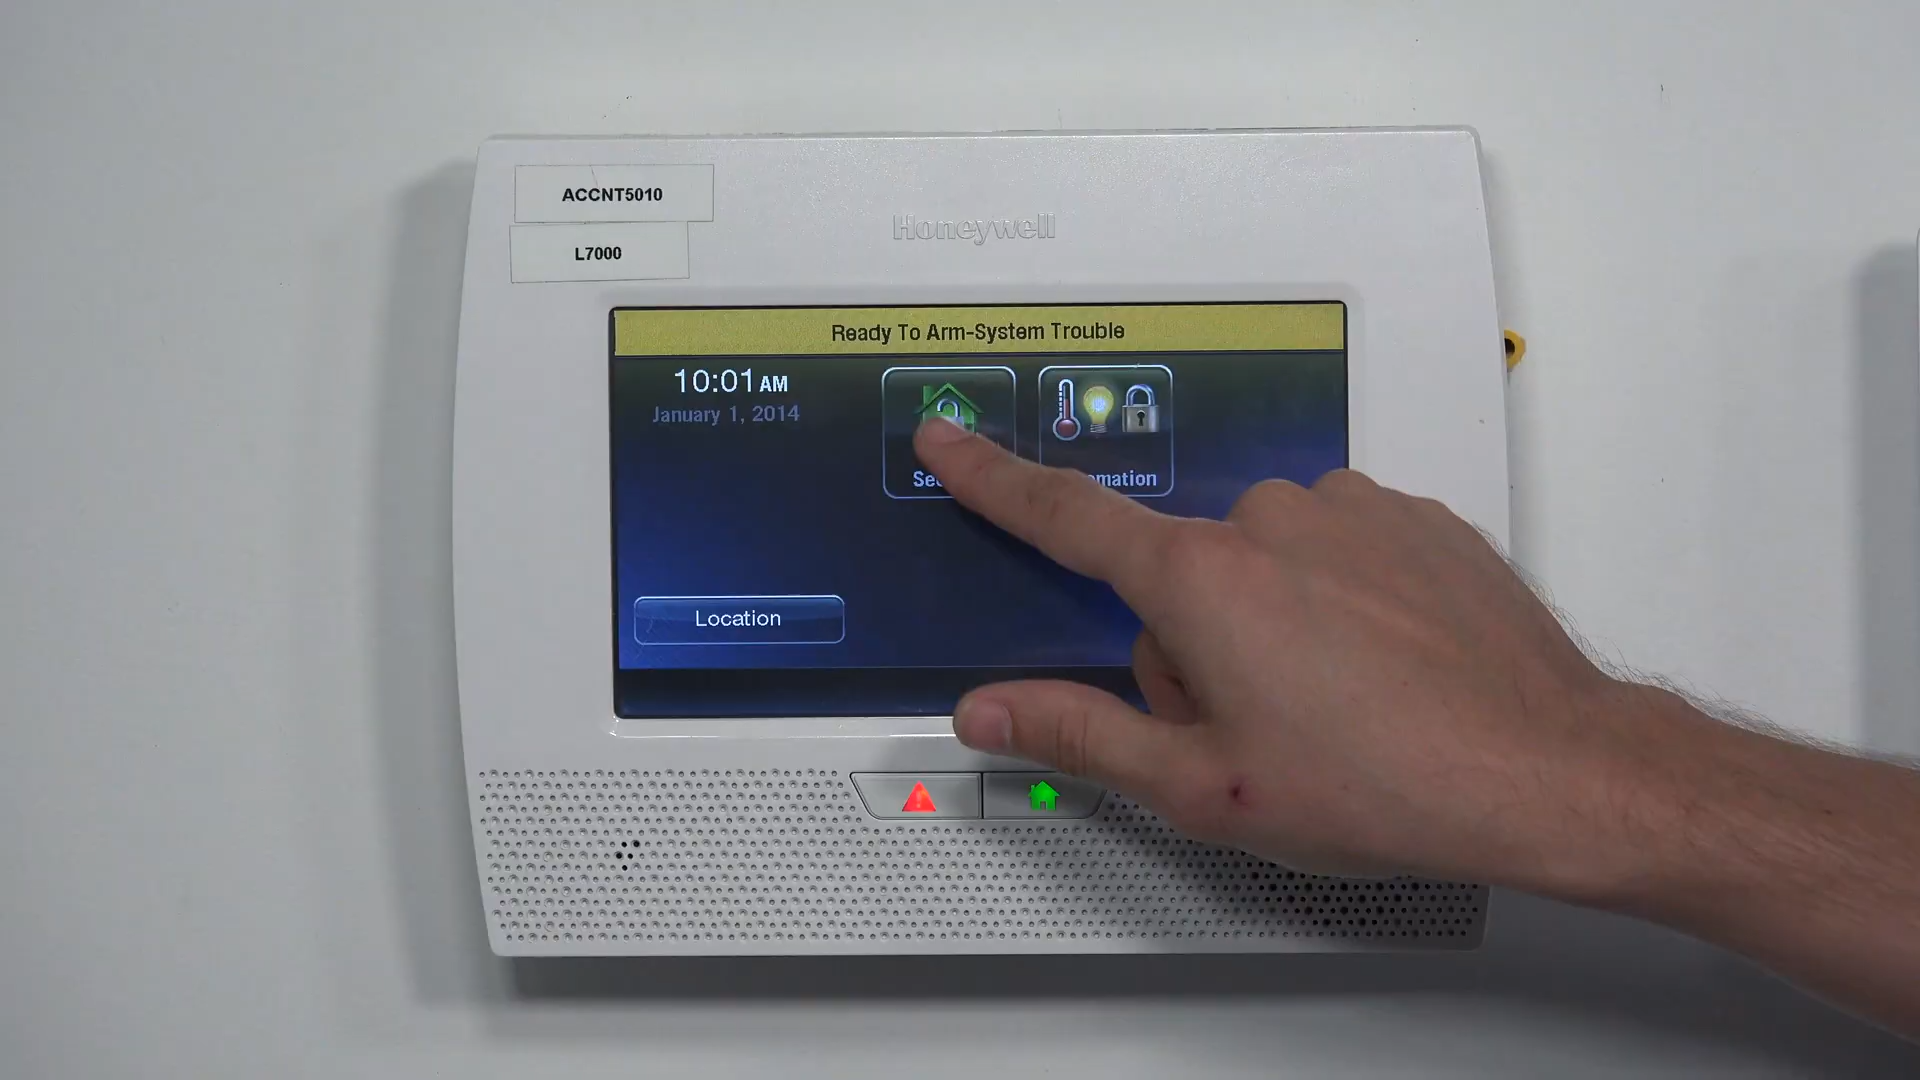 ACCNT5010
L7000
Honeywell
Ready To Arm-System Trouble
10:01 AM
January 1, 2014
Location